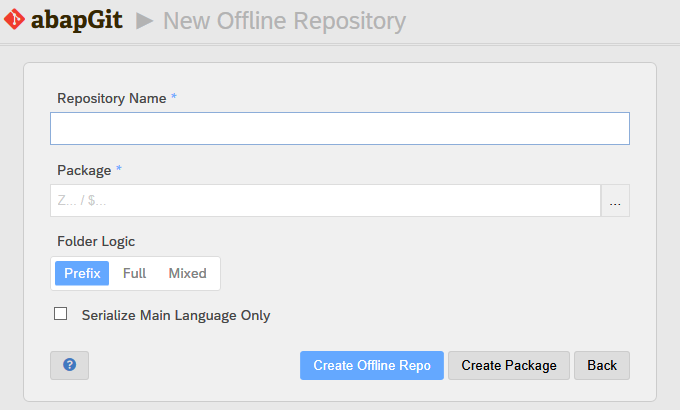 abapGit ▶ New Offline Repository
Repository Name *
Package *
Z... / $...
...
Folder Logic
Prefix Full Mixed
Serialize Main Language Only
? Create Offline Repo Create Package Back